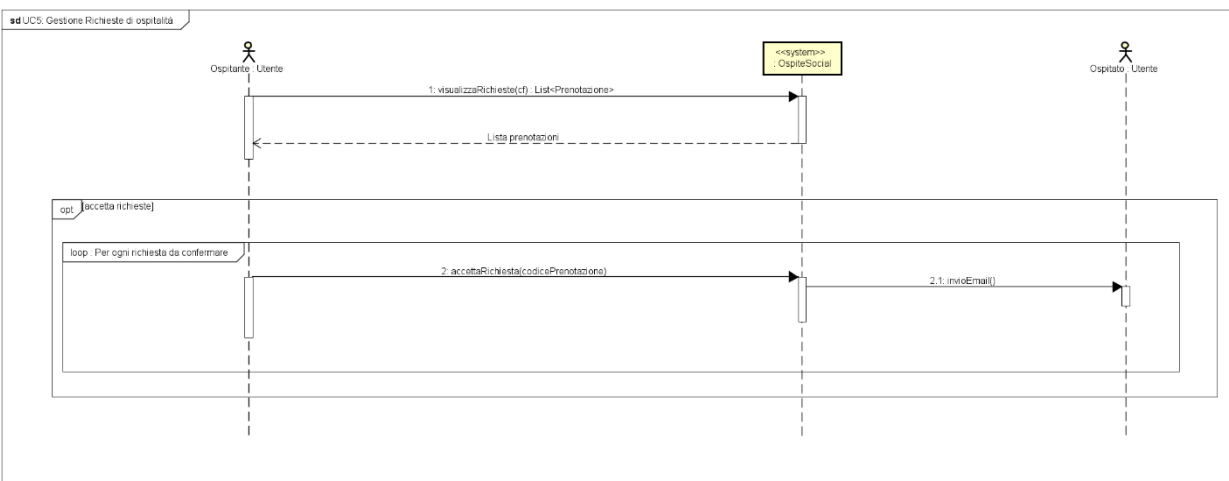 sd UC5: Gestione Richieste di ospitalità
Ospitante : Utente
<<system>>
: OspiteSocial
Ospitato : Utente
1: visualizzaRichieste(cf) : List<Prenotazione>
Lista prenotazioni
opt
[accetta richieste]
loop : Per ogni richiesta da confermare
2: accettaRichiesta(codicePrenotazione)
2.1: invioEmail()